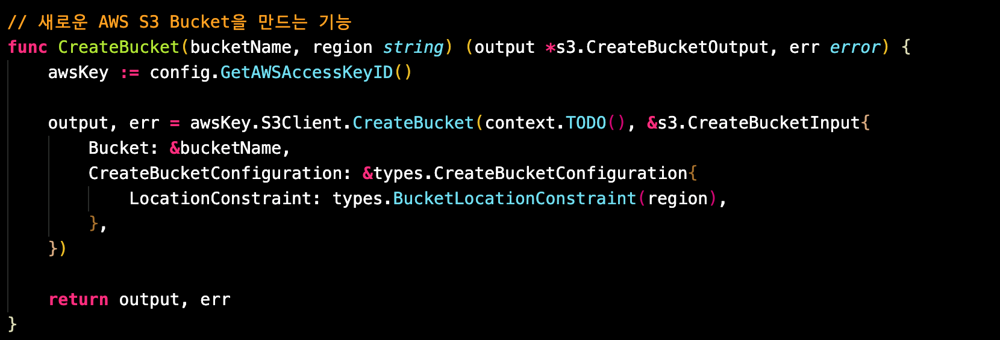 // 새로운 AWS S3 Bucket을 만드는 기능
func CreateBucket(bucketName, region string) (output *s3.CreateBucketOutput, err error) {
    awsKey := config.GetAWSAccessKeyID()

    output, err = awsKey.S3Client.CreateBucket(context.TODO(), &s3.CreateBucketInput{
        Bucket: &bucketName,
        CreateBucketConfiguration: &types.CreateBucketConfiguration{
            LocationConstraint: types.BucketLocationConstraint(region),
        },
    })

    return output, err
}